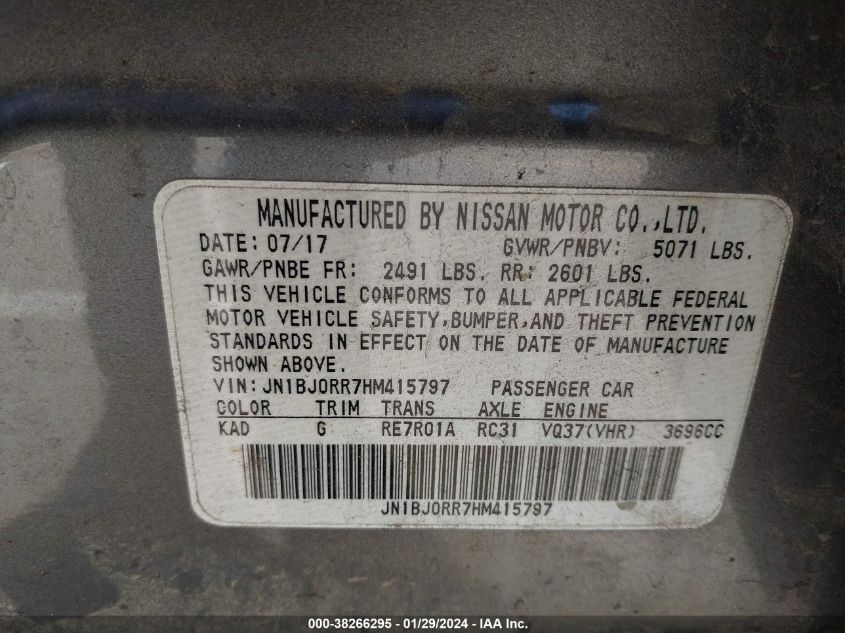 MANUFACTURED BY NISSAN MOTOR CO.,LTD.
DATE: 07/17 GVWR/PNBV: 5071 LBS.
GAWR/PNBE FR: 2491 LBS. RR: 2601 LBS.
THIS VEHICLE CONFORMS TO ALL APPLICABLE FEDERAL
MOTOR VEHICLE SAFETY,BUMPER,AND THEFT PREVENTION
STANDARDS IN EFFECT ON THE DATE OF MANUFACTURE
SHOWN ABOVE.
VIN:JN1BJ0RR7HM415797 PASSENGER CAR
COLOR TRIM TRANS AXLE ENGINE
KAD G RE7R01A RC31 VQ37(VHR) 3696CC
JN1BJ0RR7HM415797
000-38266295 - 01/29/2024 - IAA Inc.